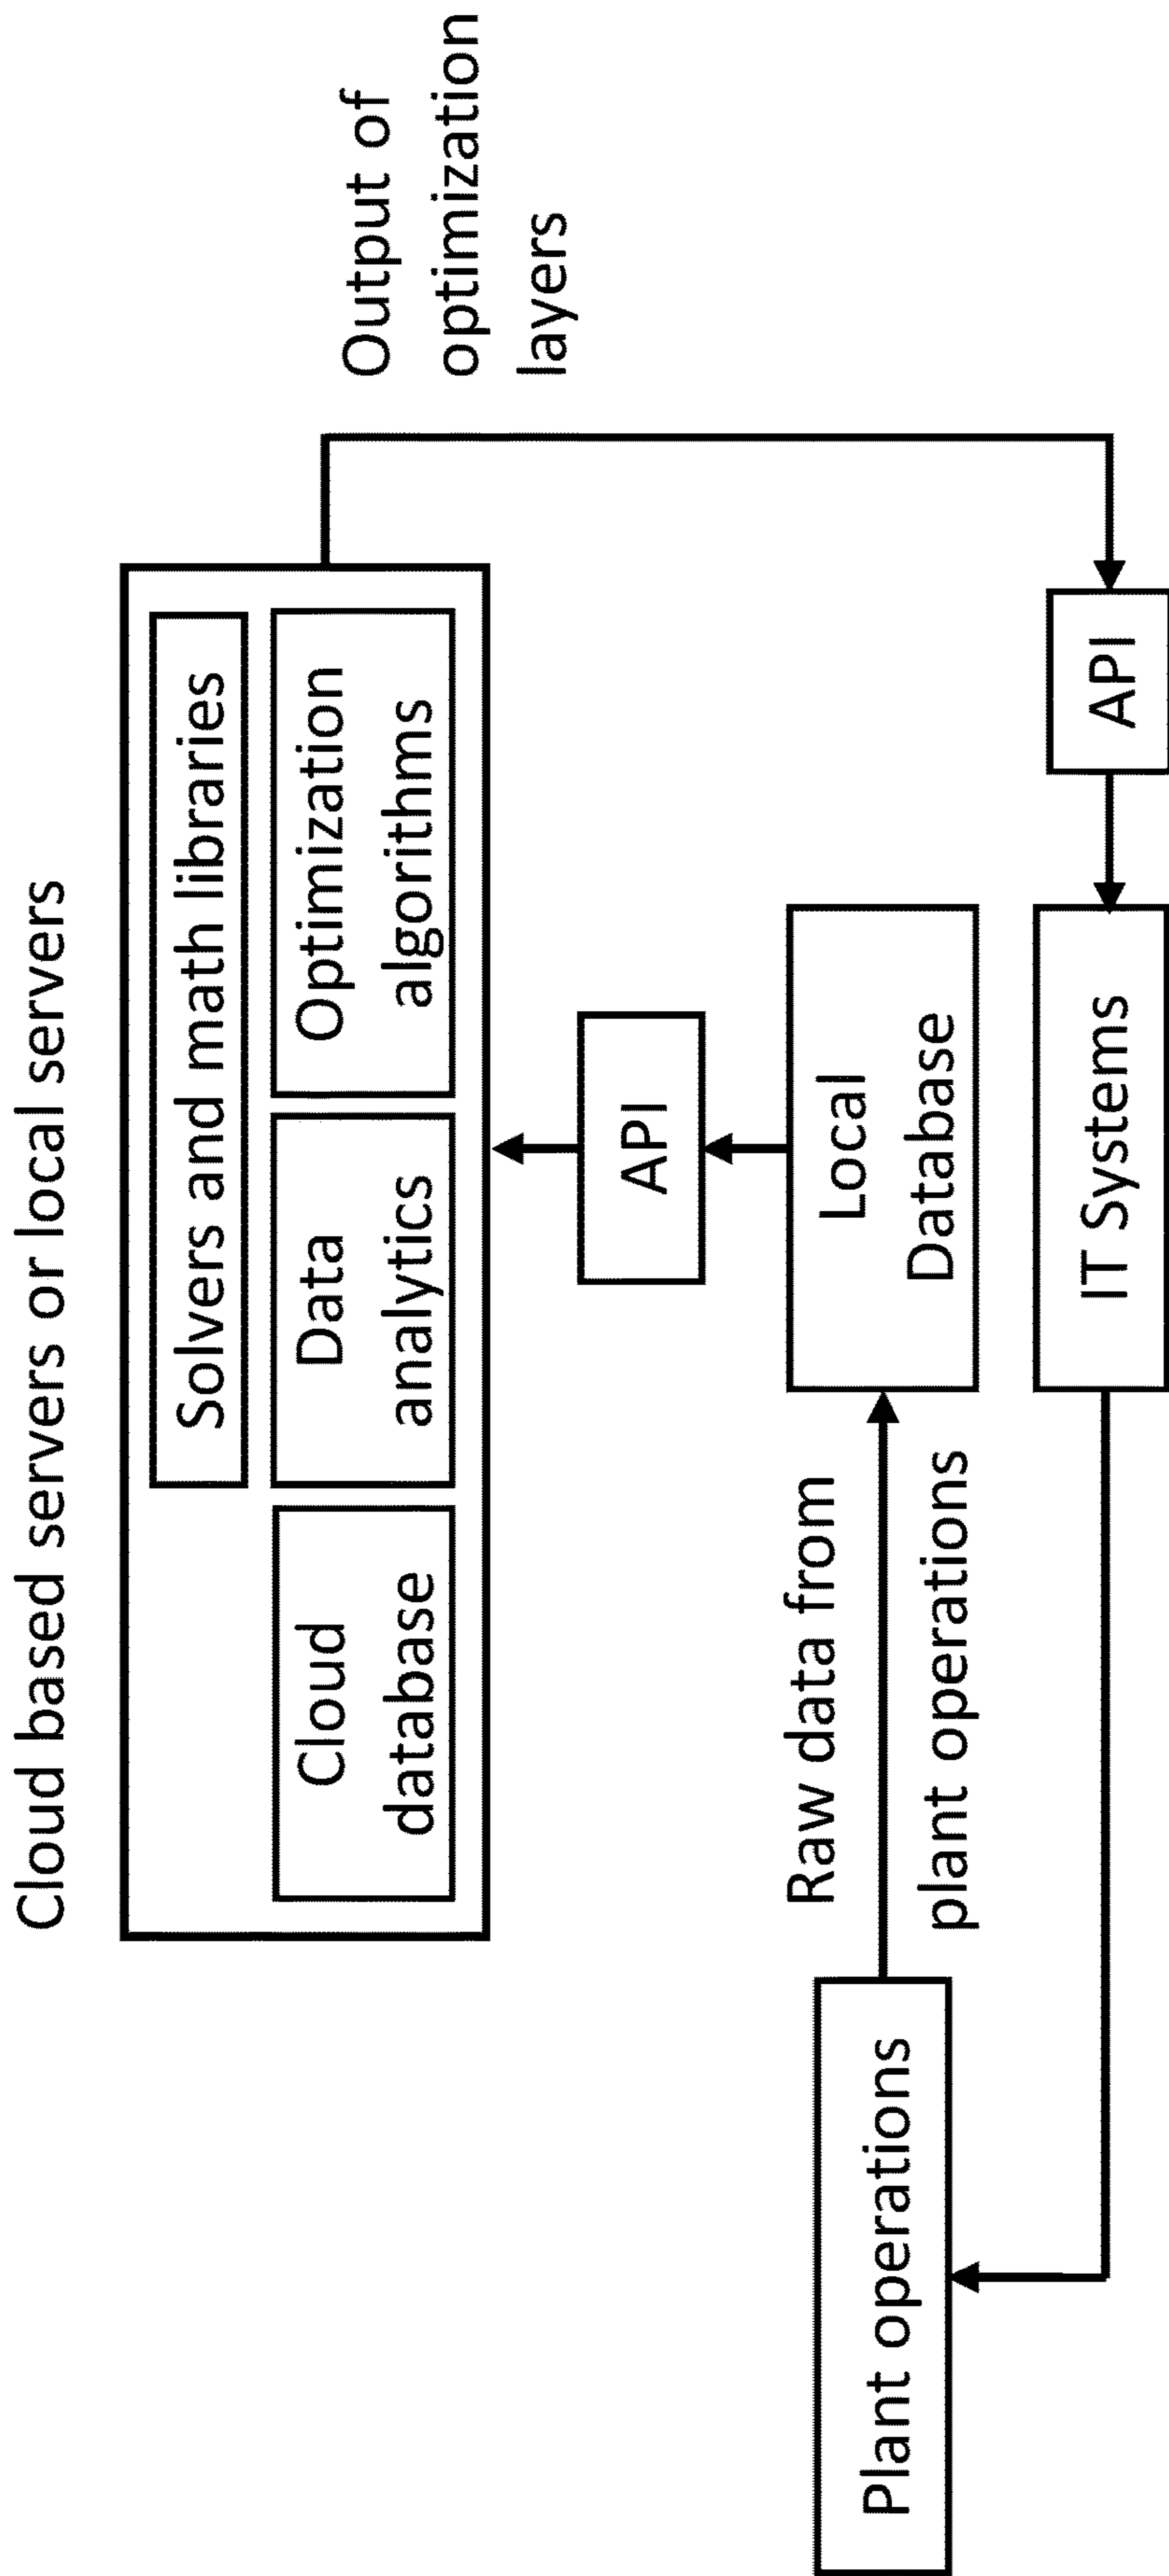 Cloud based servers or local servers
Solvers and math libraries
Cloud
database
Data
analytics
Optimization
algorithms
Output of
optimization
layers
API
Plant operations
Raw data from
plant operations
Local
Database
IT Systems
API